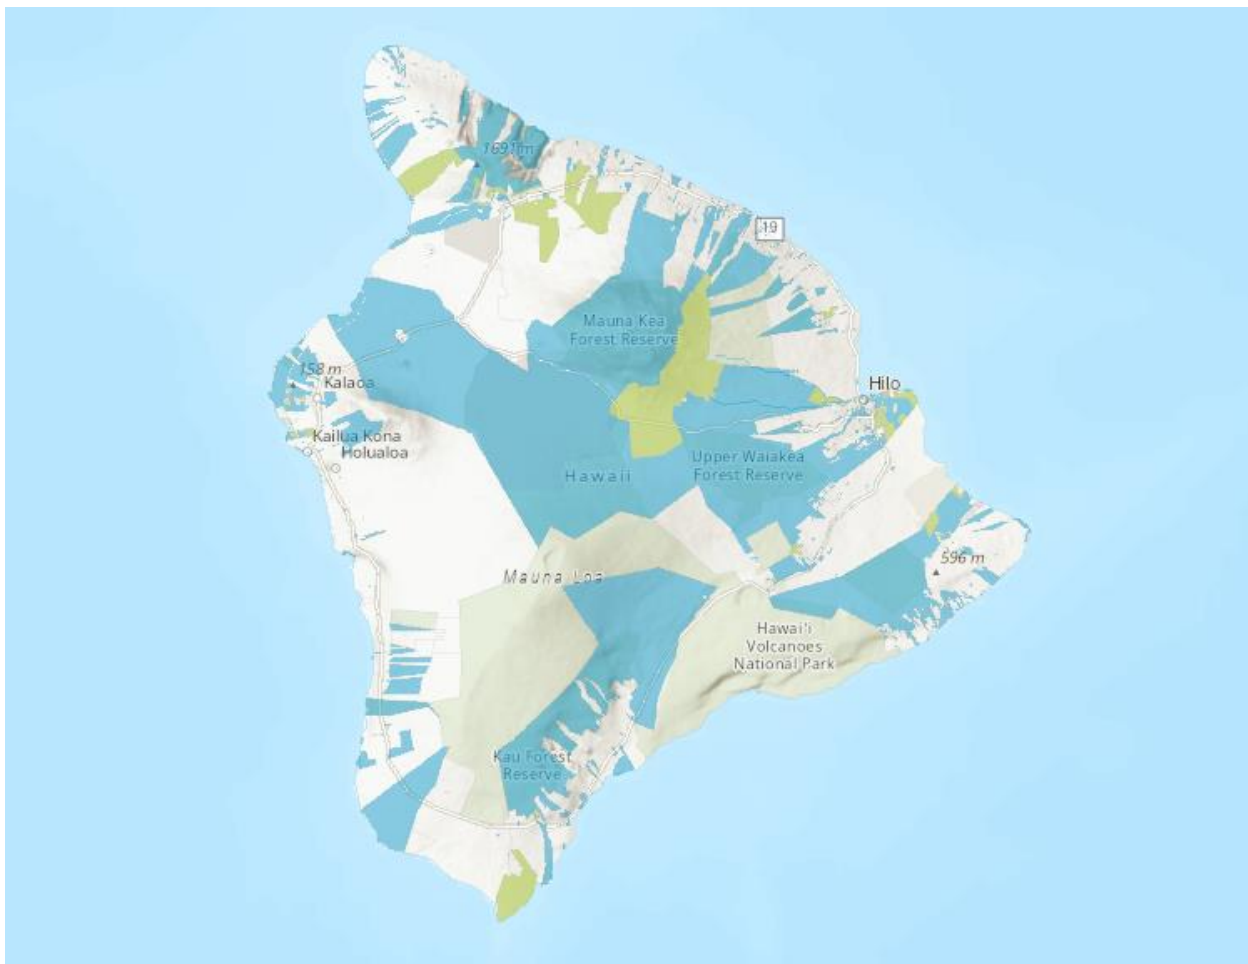 1691 m
19
Mauna Kea
Forest Reserve
158 m
Kalaoa
Hilo
Kailua Kona
Holualoa
Upper Waiakea
Forest Reserve
Hawaii
596 m
Mauna Loa
Hawai'i
Volcanoes
National Park
Kau Forest
Reserve